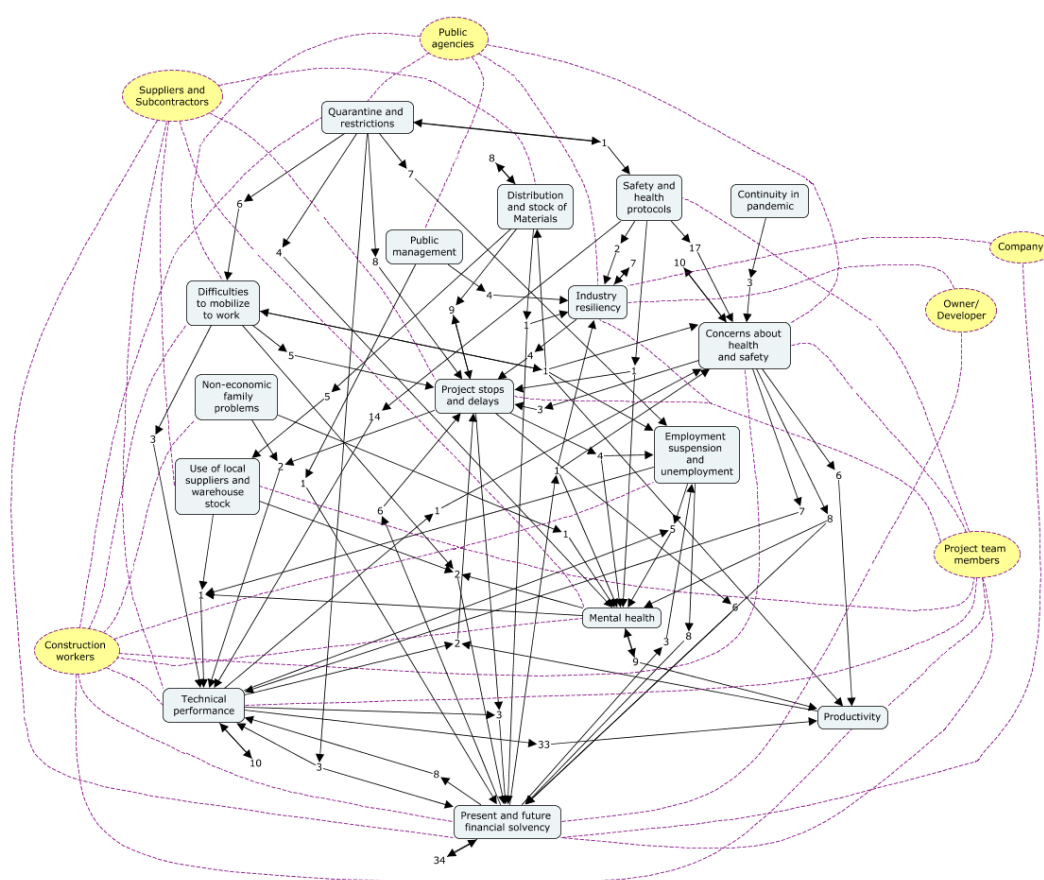 Public
agencies
Suppliers and
Subcontractors
Quarantine and
restrictions
1
8
7
Distribution
and stock of
Materials
Safety and
health
protocols
Continuity in
pandemic
6
Public
management
4
8
2
17
10
7
Company
3
Difficulties
to mobilize
to work
4
Industry
resiliency
Owner/
Developer
9
1
Concerns about
health
and safety
5
4
Non-economic
family
problems
1
1
Project stops
and delays
5
3
14
3
Employment
suspension
and
unemployment
2
4
Use of local
suppliers and
warehouse
stock
1
1
6
6
1
7
8
5
1
Project team
members
2
1
6
Mental health
Construction
workers
2
3
8
9
Technical
performance
3
Productivity
33
10
3
8
Present and future
financial solvency
34